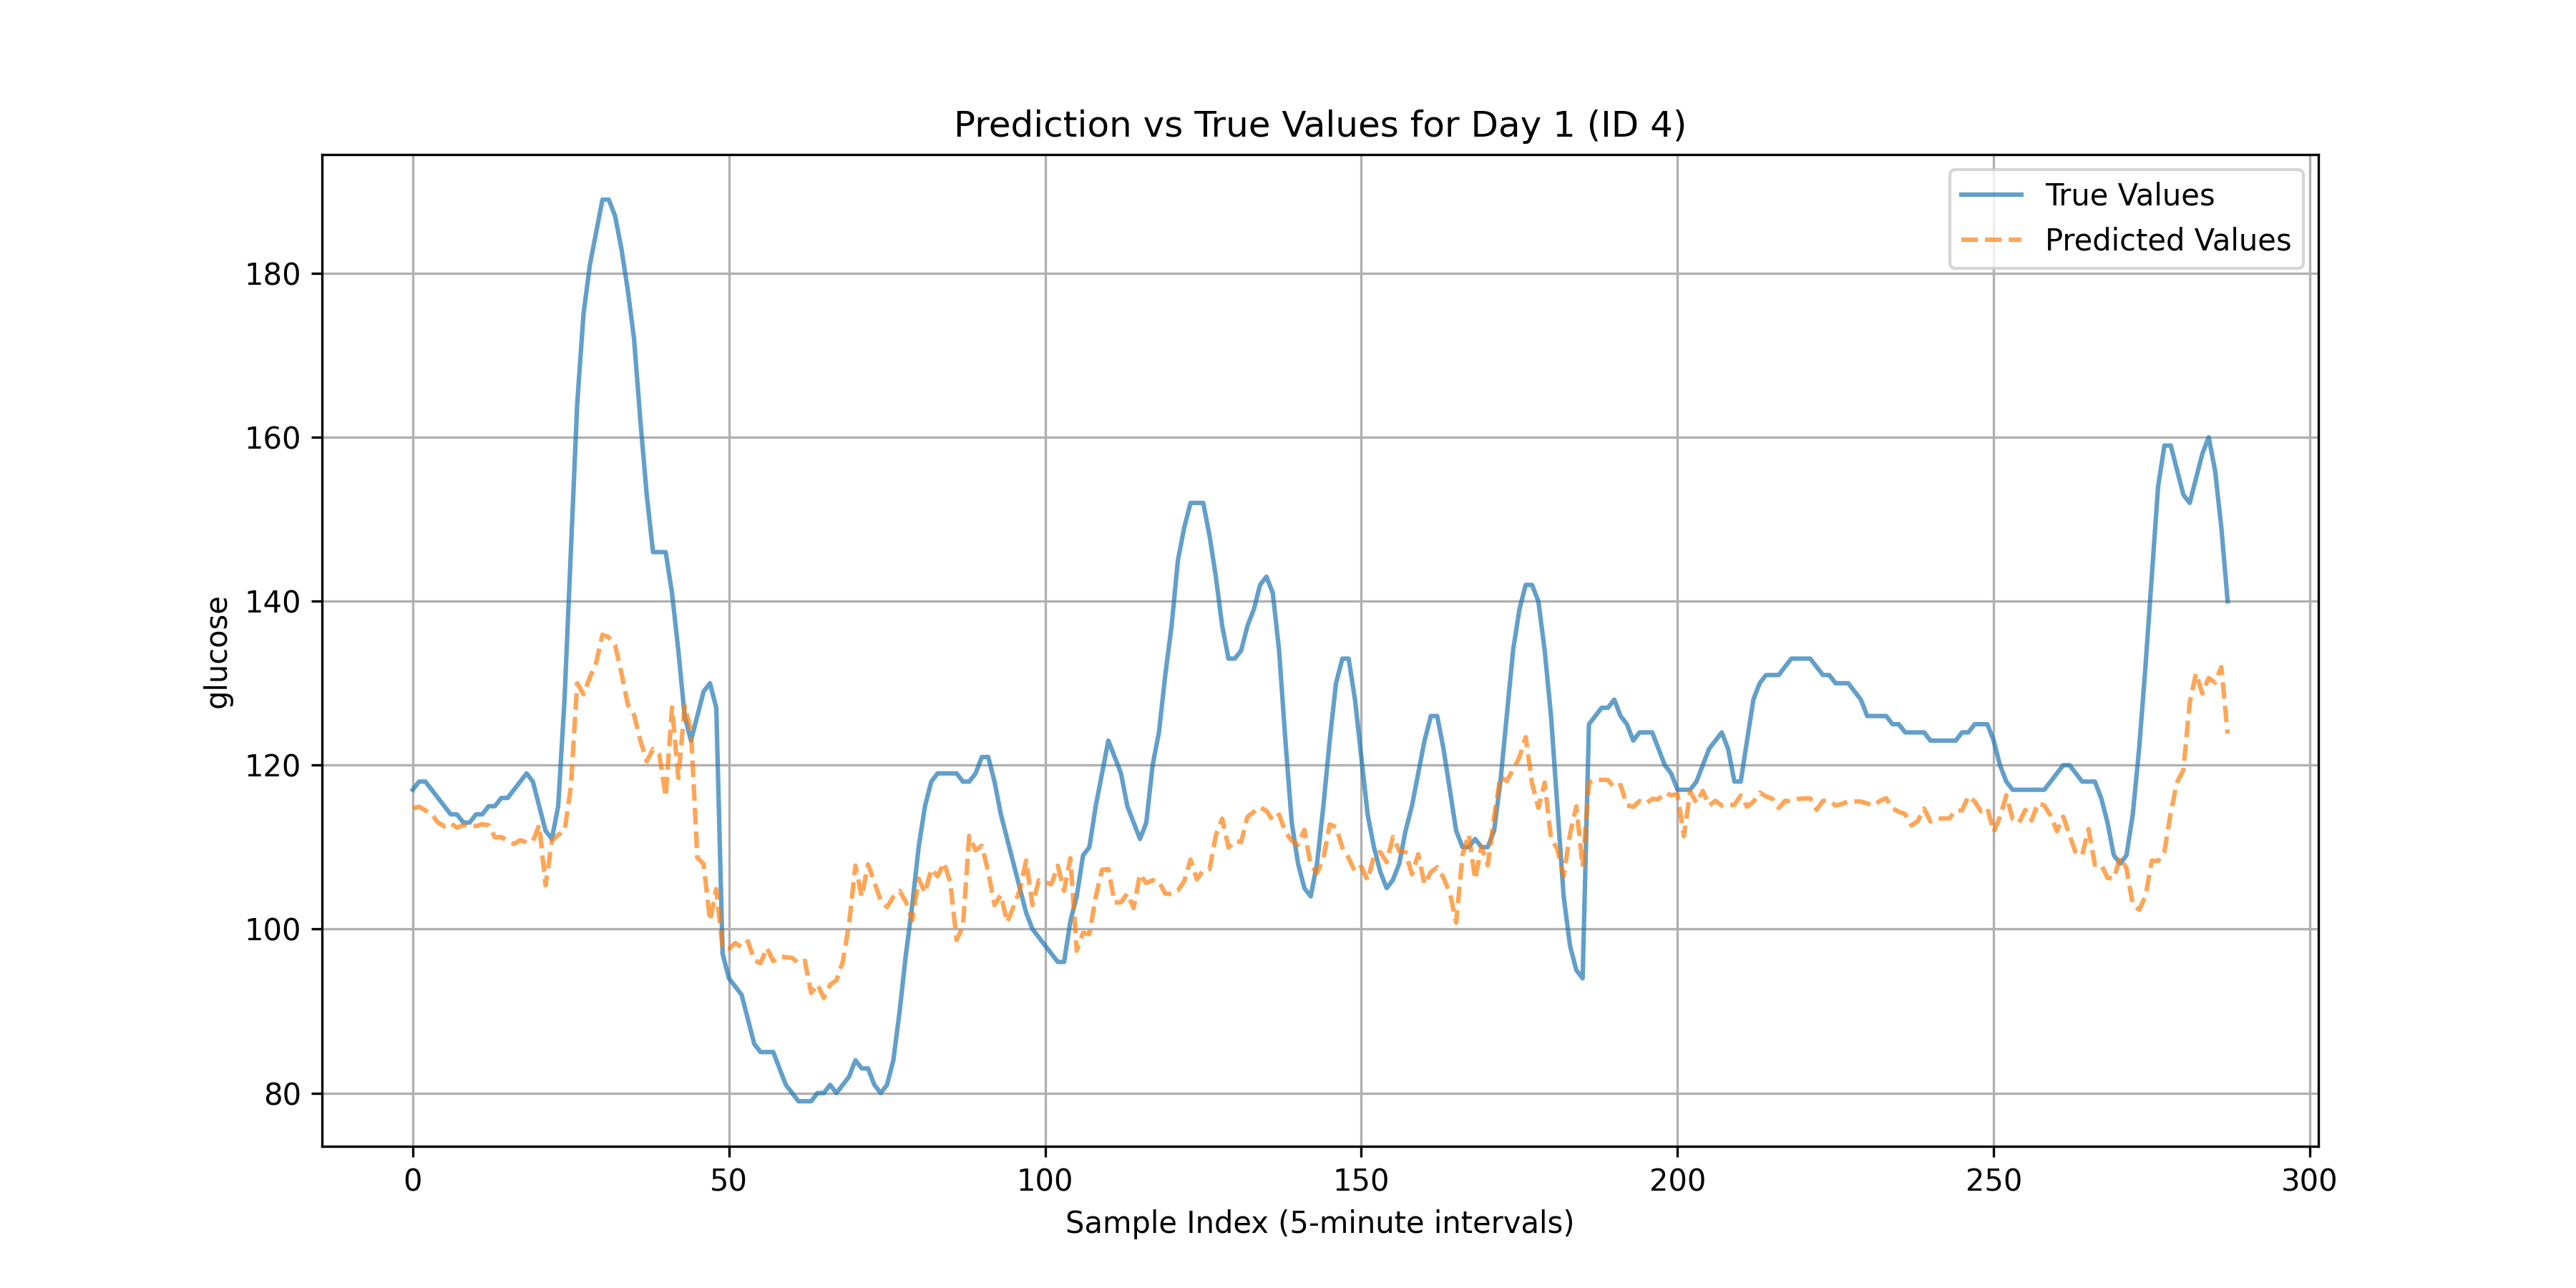 Prediction vs True Values for Day 1 (ID 4)
True Values
Predicted Values
180
160
140
120
100
80
glucose
0 50 100 150 200 250 300
Sample Index (5-minute intervals)